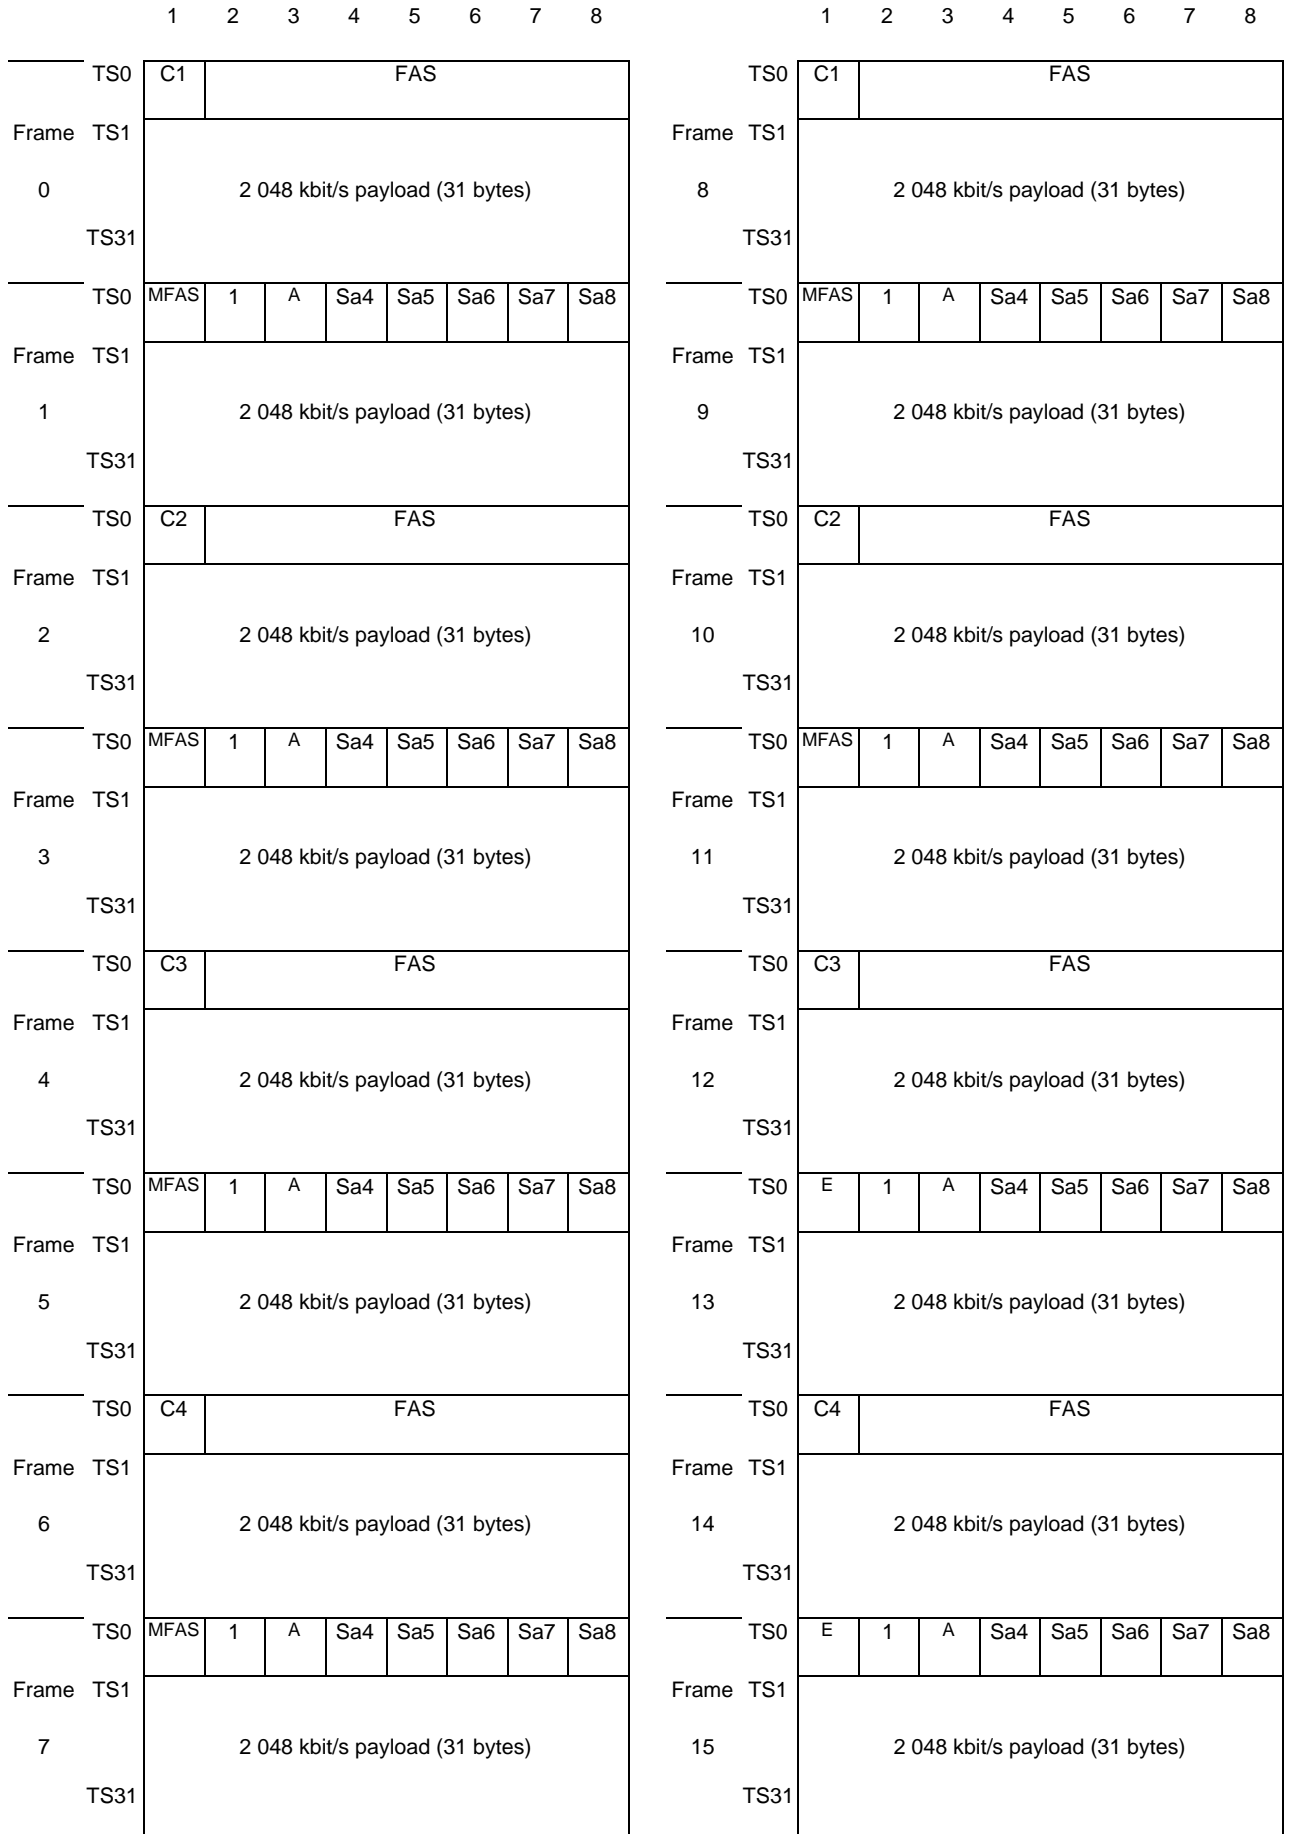 1 2 3 4 5 6 7 8 1 2 3 4 5 6 7 8
TS0 C1 FAS TS0 C1 FAS
Frame TS1 Frame TS1
0 2 048 kbit/s payload (31 bytes) 8 2 048 kbit/s payload (31 bytes)
TS31 TS31
TS0 MFAS 1 A Sa4 Sa5 Sa6 Sa7 Sa8 TS0 MFAS 1 A Sa4 Sa5 Sa6 Sa7 Sa8
Frame TS1 Frame TS1
1 2 048 kbit/s payload (31 bytes) 9 2 048 kbit/s payload (31 bytes)
TS31 TS31
TS0 C2 FAS TS0 C2 FAS
Frame TS1 Frame TS1
2 2 048 kbit/s payload (31 bytes) 10 2 048 kbit/s payload (31 bytes)
TS31 TS31
TS0 MFAS 1 A Sa4 Sa5 Sa6 Sa7 Sa8 TS0 MFAS 1 A Sa4 Sa5 Sa6 Sa7 Sa8
Frame TS1 Frame TS1
3 2 048 kbit/s payload (31 bytes) 11 2 048 kbit/s payload (31 bytes)
TS31 TS31
TS0 C3 FAS TS0 C3 FAS
Frame TS1 Frame TS1
4 2 048 kbit/s payload (31 bytes) 12 2 048 kbit/s payload (31 bytes)
TS31 TS31
TS0 MFAS 1 A Sa4 Sa5 Sa6 Sa7 Sa8 TS0 E 1 A Sa4 Sa5 Sa6 Sa7 Sa8
Frame TS1 Frame TS1
5 2 048 kbit/s payload (31 bytes) 13 2 048 kbit/s payload (31 bytes)
TS31 TS31
TS0 C4 FAS TS0 C4 FAS
Frame TS1 Frame TS1
6 2 048 kbit/s payload (31 bytes) 14 2 048 kbit/s payload (31 bytes)
TS31 TS31
TS0 MFAS 1 A Sa4 Sa5 Sa6 Sa7 Sa8 TS0 E 1 A Sa4 Sa5 Sa6 Sa7 Sa8
Frame TS1 Frame TS1
7 2 048 kbit/s payload (31 bytes) 15 2 048 kbit/s payload (31 bytes)
TS31 TS31